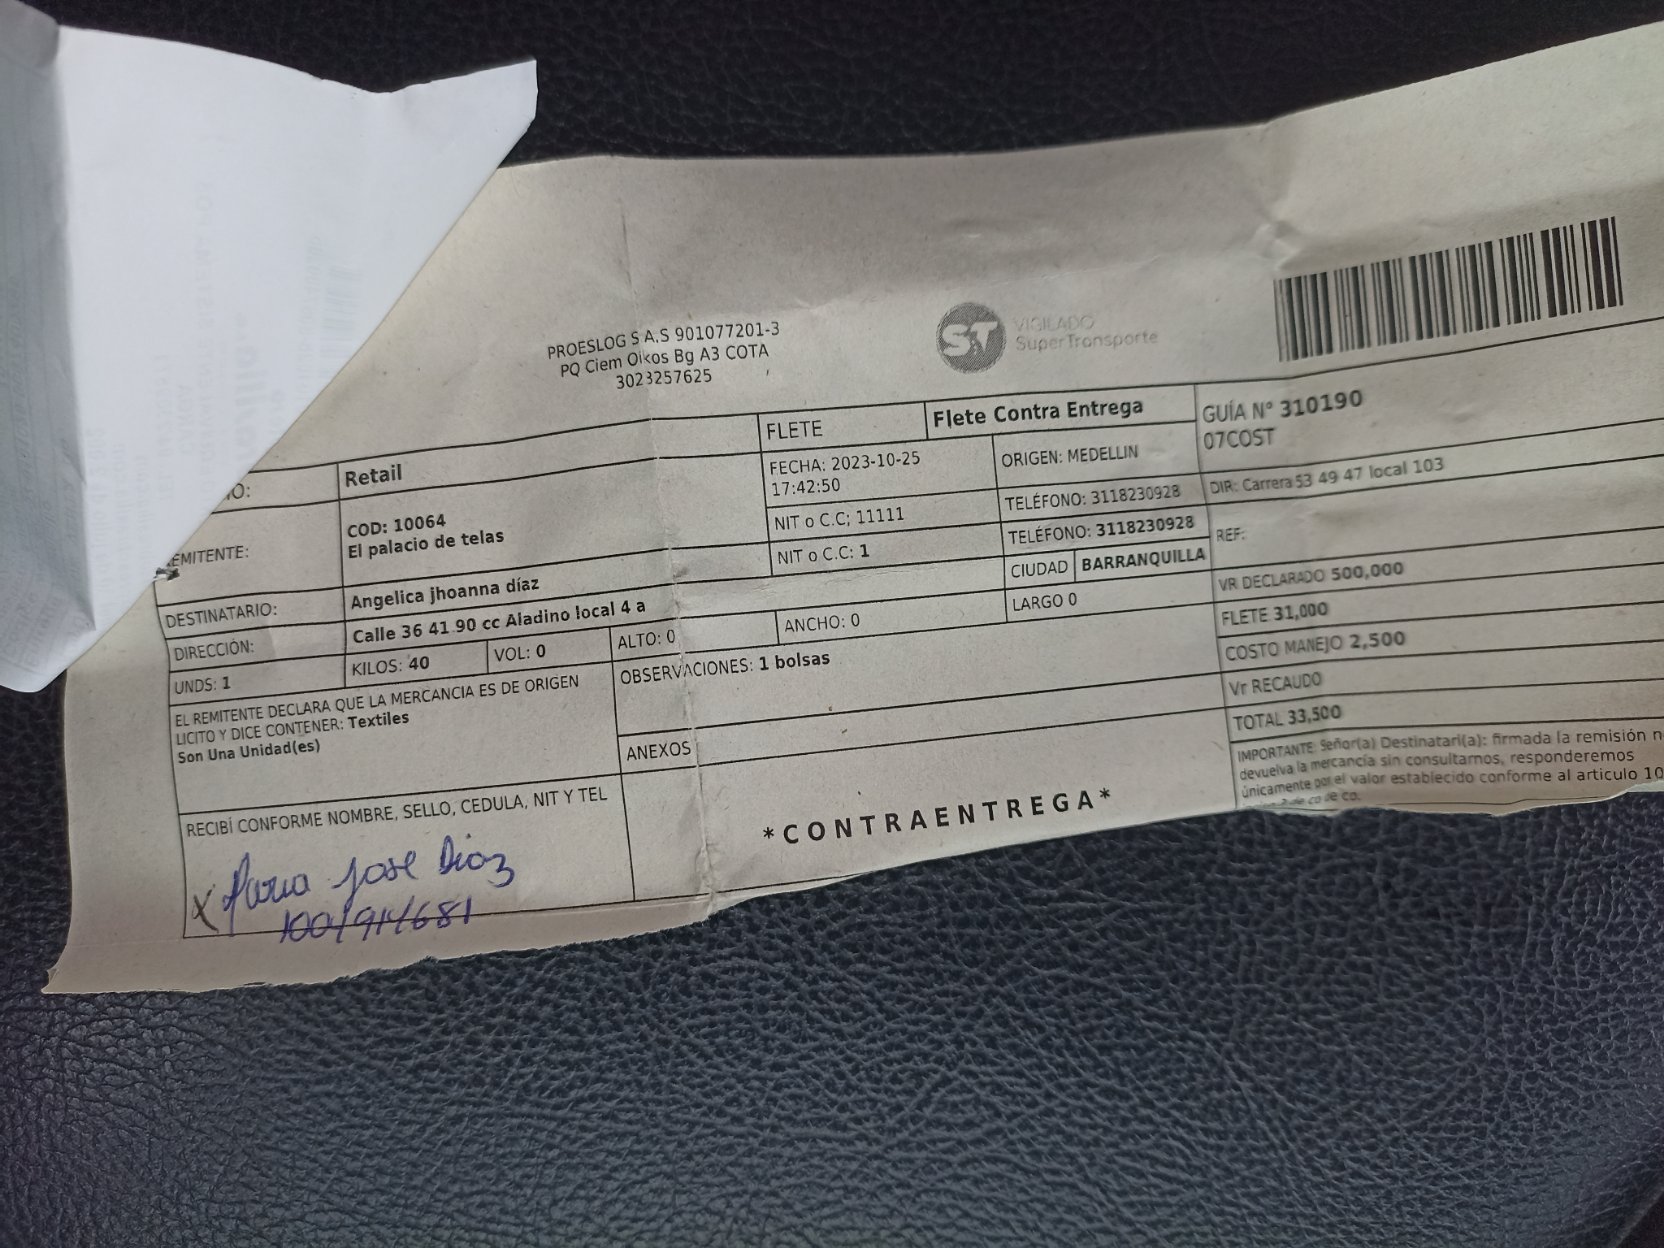 PROESLOG S A.S 901077201-3
PQ Ciem Oikos Bg A3 COTA
3023257625
ST VIGILADO
SuperTransporte
IO: Retail
FLETE Flete Contra Entrega
GUÍA N° 310190
07COST
EMITENTE: COD: 10064
El palacio de telas
FECHA: 2023-10-25
17:42:50
ORIGEN: MEDELLIN
NIT o C.C; 11111
TELÉFONO: 3118230928
DIR: Carrera 53 49 47 local 103
DESTINATARIO: Angelica jhoanna díaz
NIT o C.C: 1
TELÉFONO: 3118230928
REF:
DIRECCIÓN: Calle 36 41 90 cc Aladino local 4 a
CIUDAD BARRANQUILLA
VR DECLARADO 500,000
UNDS: 1 KILOS: 40 VOL: 0 ALTO: 0 ANCHO: 0 LARGO 0
FLETE 31,000
EL REMITENTE DECLARA QUE LA MERCANCIA ES DE ORIGEN
LICITO Y DICE CONTENER: Textiles
Son Una Unidad(es)
OBSERVACIONES: 1 bolsas
COSTO MANEJO 2,500
Vr RECAUDO
ANEXOS
TOTAL 33,500
IMPORTANTE: Señor(a) Destinatari(a): firmada la remisión n
devuelva la mercancía sin consultarnos, responderemos
únicamente por el valor establecido conforme al articulo 10
RECIBÍ CONFORME NOMBRE, SELLO, CEDULA, NIT Y TEL
*CONTRAENTREGA*
X Maria Jose Diaz